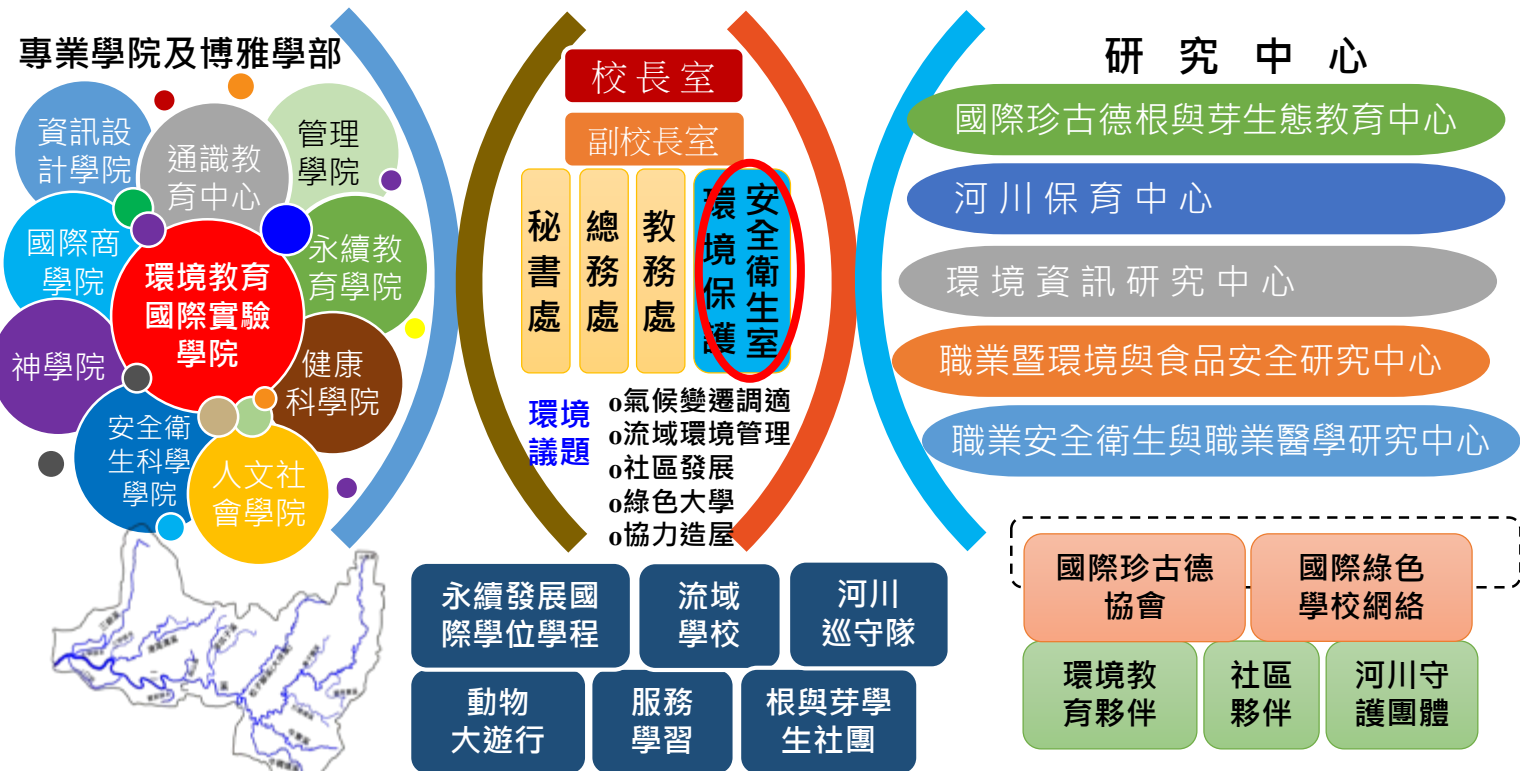 專業學院及博雅學部
資訊設
計學院
通識教
育中心
管理
學院
國際商
學院
環境教育
國際實驗
學院
永續教
育學院
神學院
健康
科學院
安全衛
生科學
學院
人文社
會學院
校長室
副校長室
秘書處
總務處
教務處
環境保護
安全衛生室
環境
議題
o氣候變遷調適
o流域環境管理
o社區發展
o綠色大學
o協力造屋
研究中心
國際珍古德根與芽生態教育中心
河川保育中心
環境資訊研究中心
職業暨環境與食品安全研究中心
職業安全衛生與職業醫學研究中心
永續發展國
際學位學程
流域
學校
河川
巡守隊
動物
大遊行
服務
學習
根與芽學
生社團
國際珍古德
協會
國際綠色
學校網絡
環境教
育夥伴
社區
夥伴
河川守
護團體